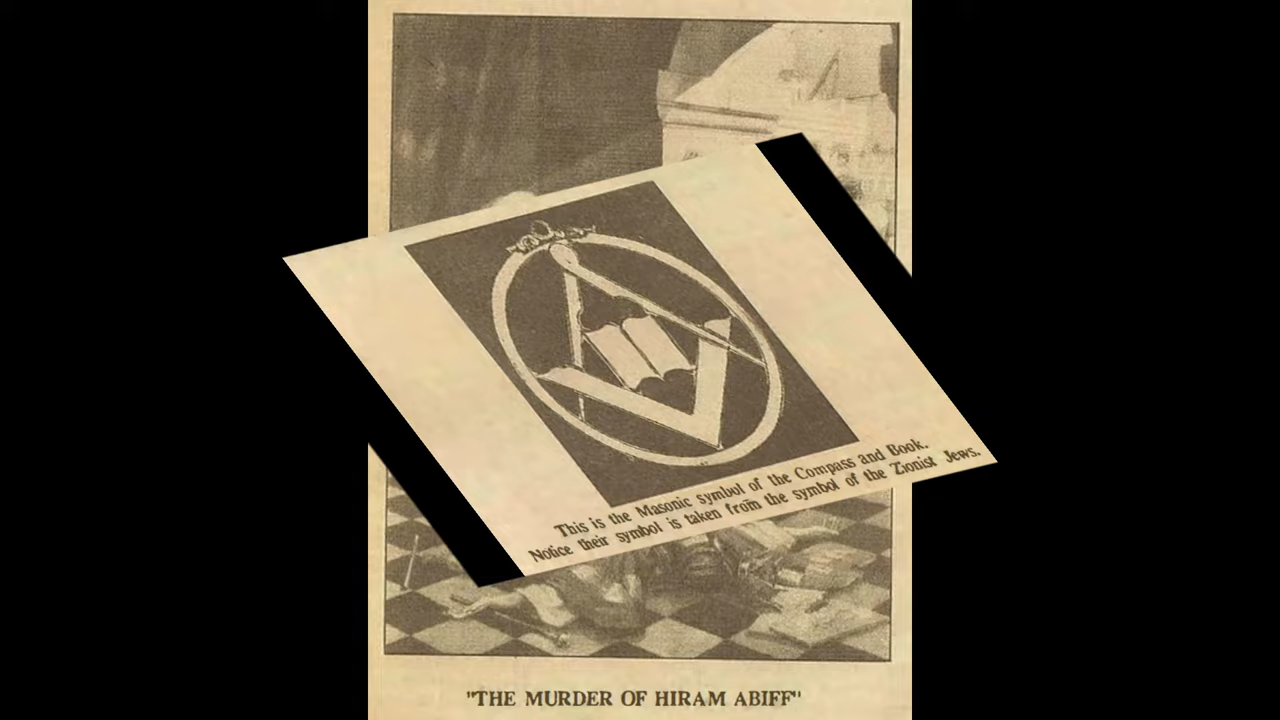 This is the Masonic symbol of the Compass and Book.
Notice their symbol is taken from the symbol of the Zionist Jews.
"THE MURDER OF HIRAM ABIFF"